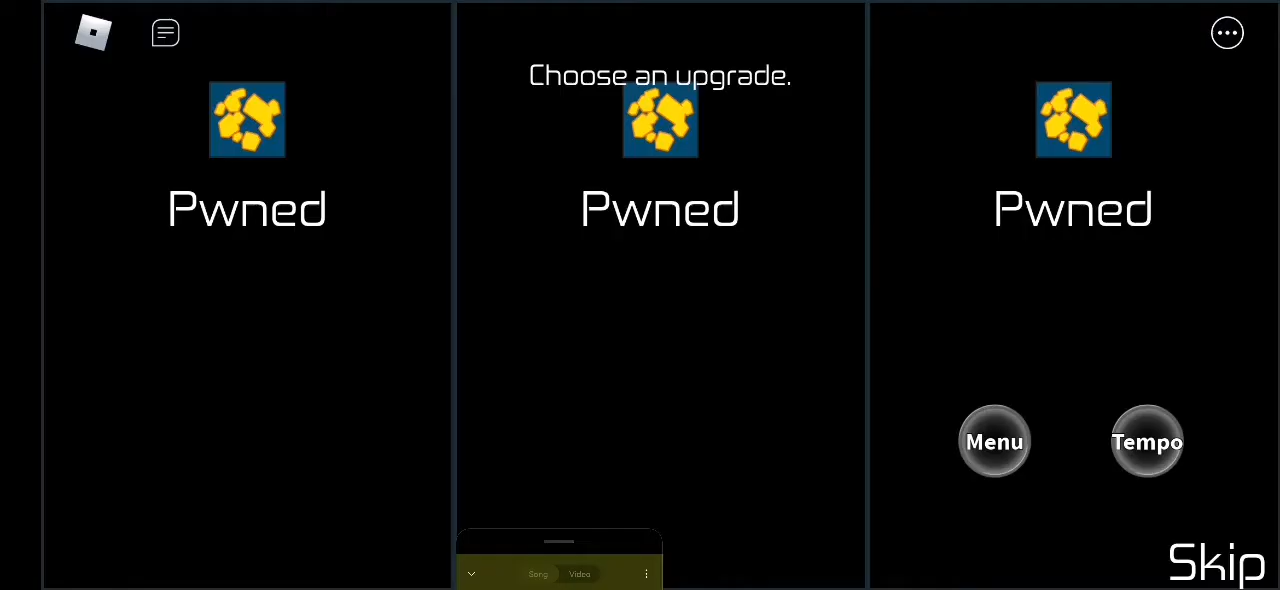 Choose an upgrade.
Pwned
Pwned
Pwned
Menu
Tempo
Song
Video
Skip